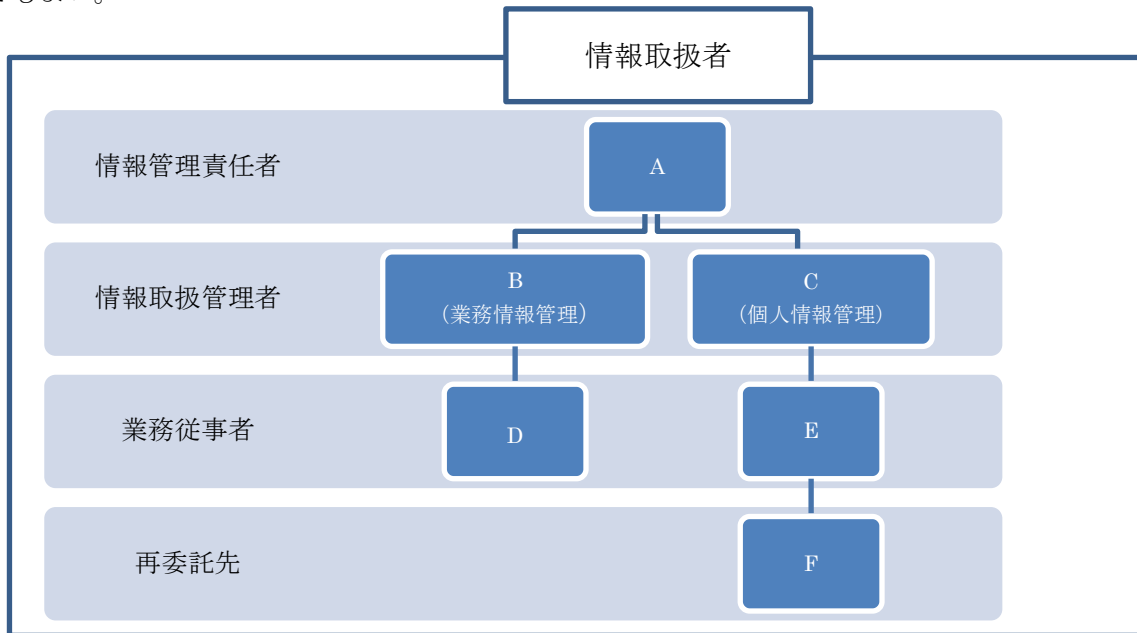 情報取扱者
情報管理責任者
A
情報取扱管理者
B
（業務情報管理）
C
（個人情報管理）
業務従事者
D
E
再委託先
F